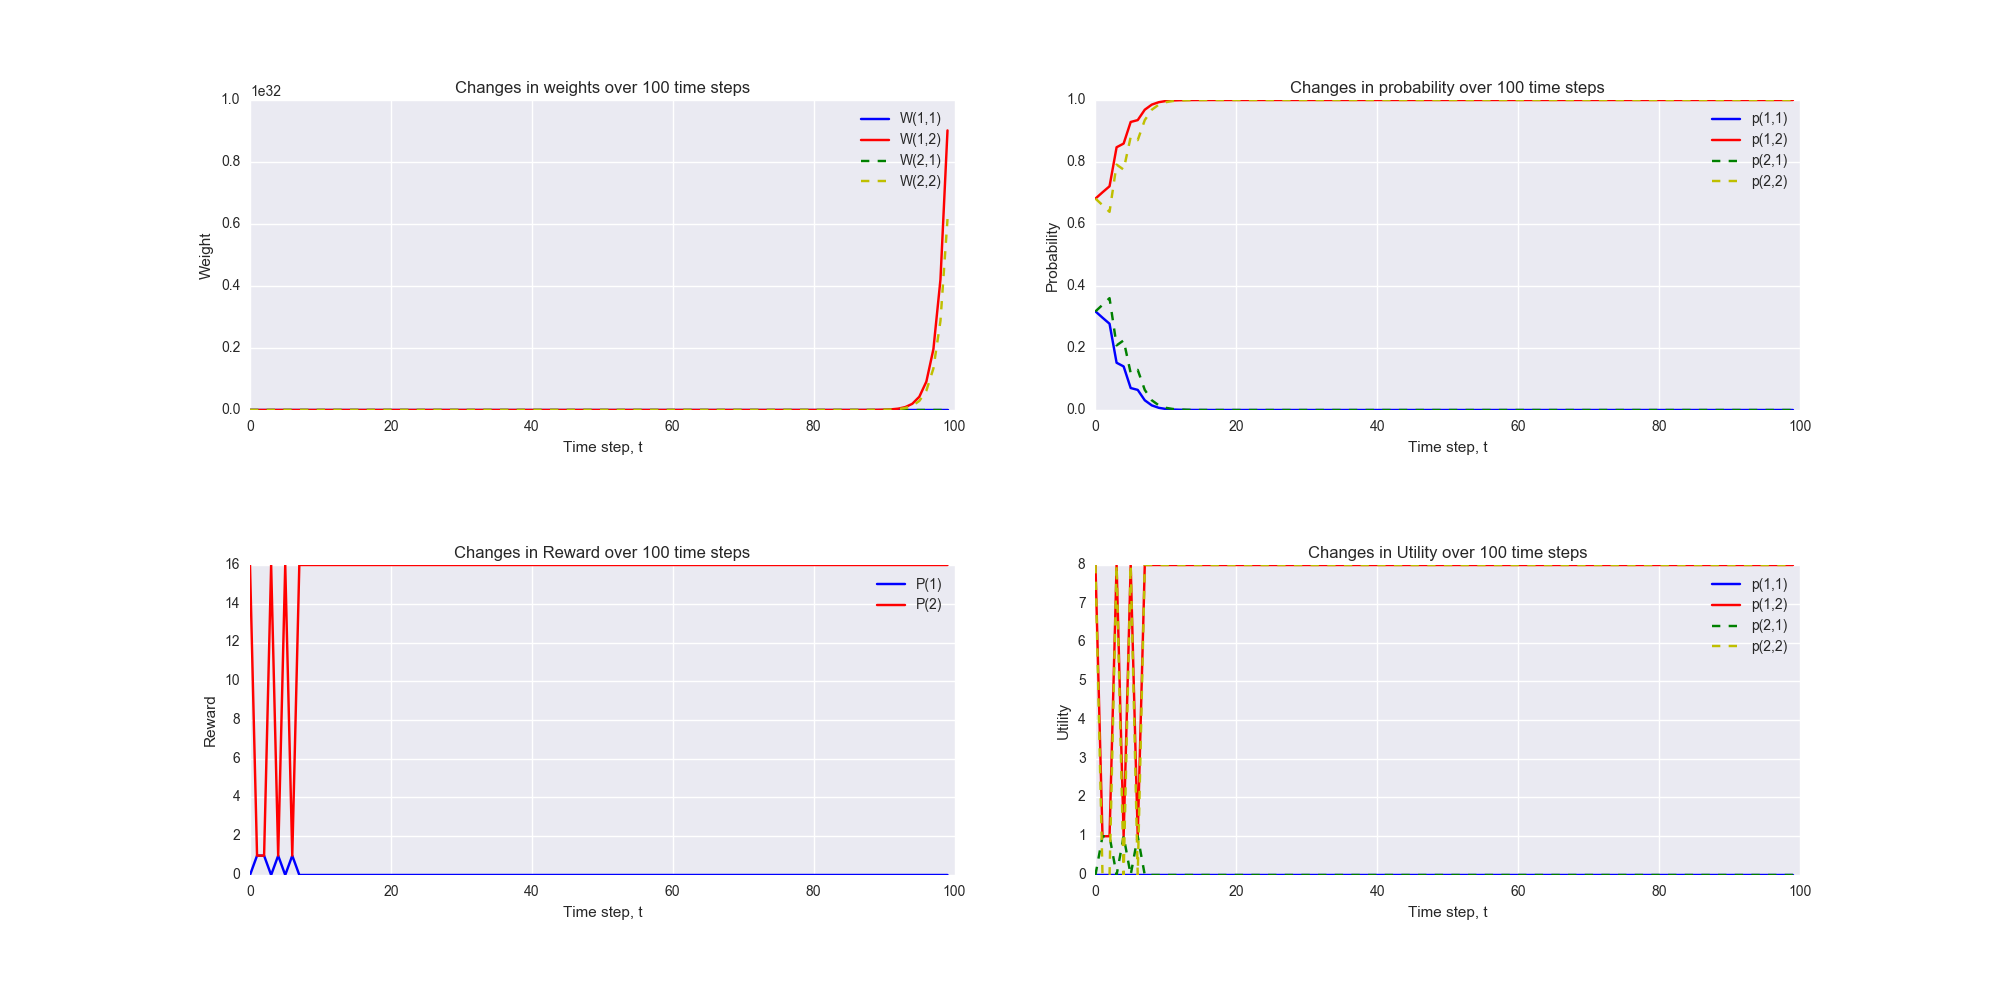 Changes in weights over 100 time steps
1e32
1.0
0.8
0.6
0.4
0.2
0.0
Weight
0 20 40 60 80 100
Time step, t
W(1,1)
W(1,2)
W(2,1)
W(2,2)
Changes in probability over 100 time steps
1.0
0.8
0.6
0.4
0.2
0.0
Probability
0 20 40 60 80 100
Time step, t
p(1,1)
p(1,2)
p(2,1)
p(2,2)
Changes in Reward over 100 time steps
16
14
12
10
8
6
4
2
0
Reward
0 20 40 60 80 100
Time step, t
P(1)
P(2)
Changes in Utility over 100 time steps
8
7
6
5
4
3
2
1
0
Utility
0 20 40 60 80 100
Time step, t
p(1,1)
p(1,2)
p(2,1)
p(2,2)